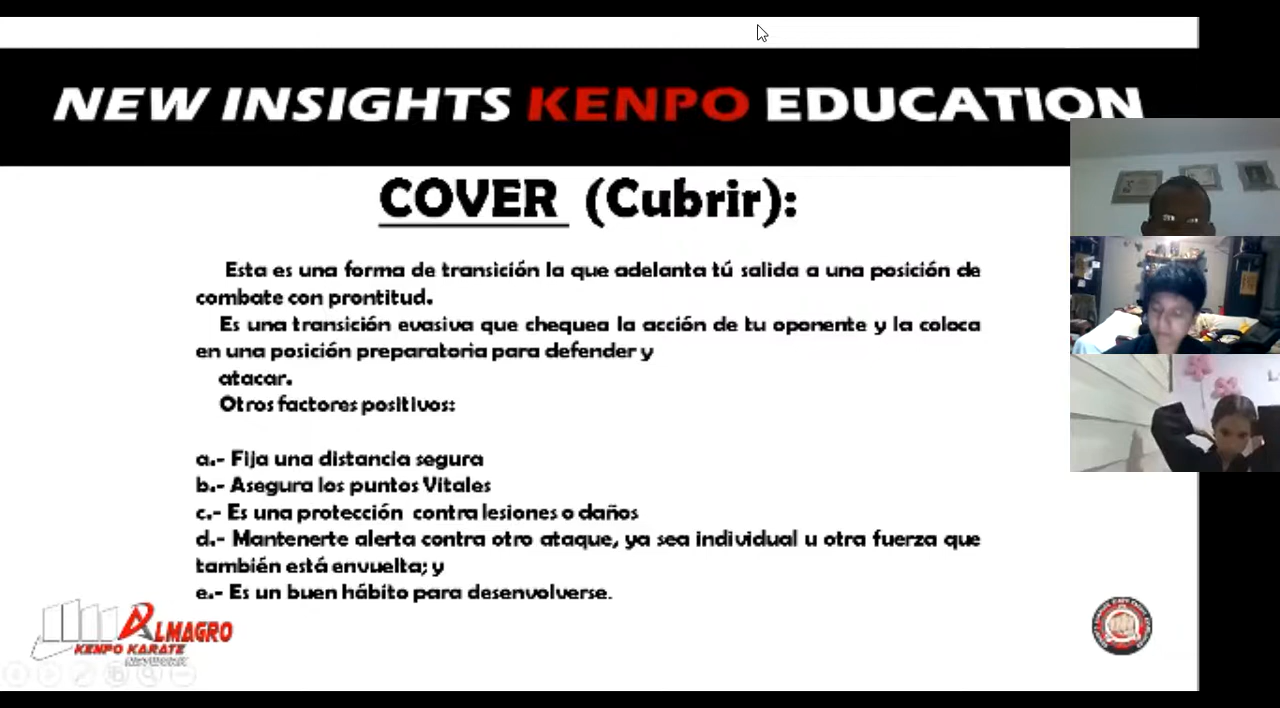 NEW INSIGHTS KENPO EDUCATION
COVER (Cubrir):
Esta es una forma de transición la que adelanta tú salida a una posición de
combate con prontitud.
Es una transición evasiva que chequea la acción de tu oponente y la coloca
en una posición preparatoria para defender y
atacar.
Otros factores positivos:
a.- Fija una distancia segura
b.- Asegura los puntos Vitales
c.- Es una protección contra lesiones o daños
d.- Mantenerte alerta contra otro ataque, ya sea individual u otra fuerza que
también está envuelta; y
e.- Es un buen hábito para desenvolverse.
ALMAGRO
KENPO KARATE
NETWORK